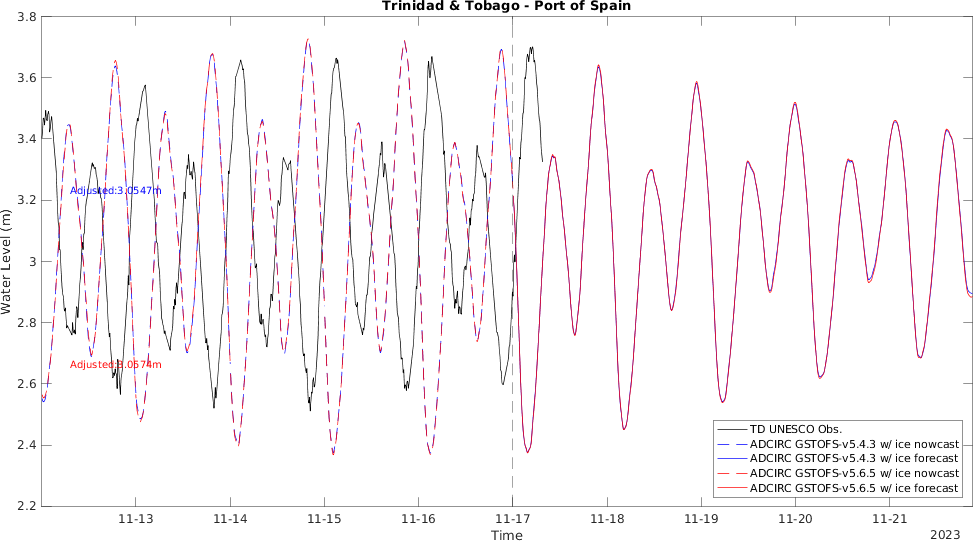 Trinidad & Tobago - Port of Spain
3.8
3.6
3.4
3.2
3
2.8
2.6
2.4
2.2
Water Level (m)
Adjusted:3.0547m
Adjusted:3.0574m
TD UNESCO Obs.
ADCIRC GSTOFS-v5.4.3 w/ ice nowcast
ADCIRC GSTOFS-v5.4.3 w/ ice forecast
ADCIRC GSTOFS-v5.6.5 w/ ice nowcast
ADCIRC GSTOFS-v5.6.5 w/ ice forecast
11-13 11-14 11-15 11-16 11-17 11-18 11-19 11-20 11-21
Time
2023